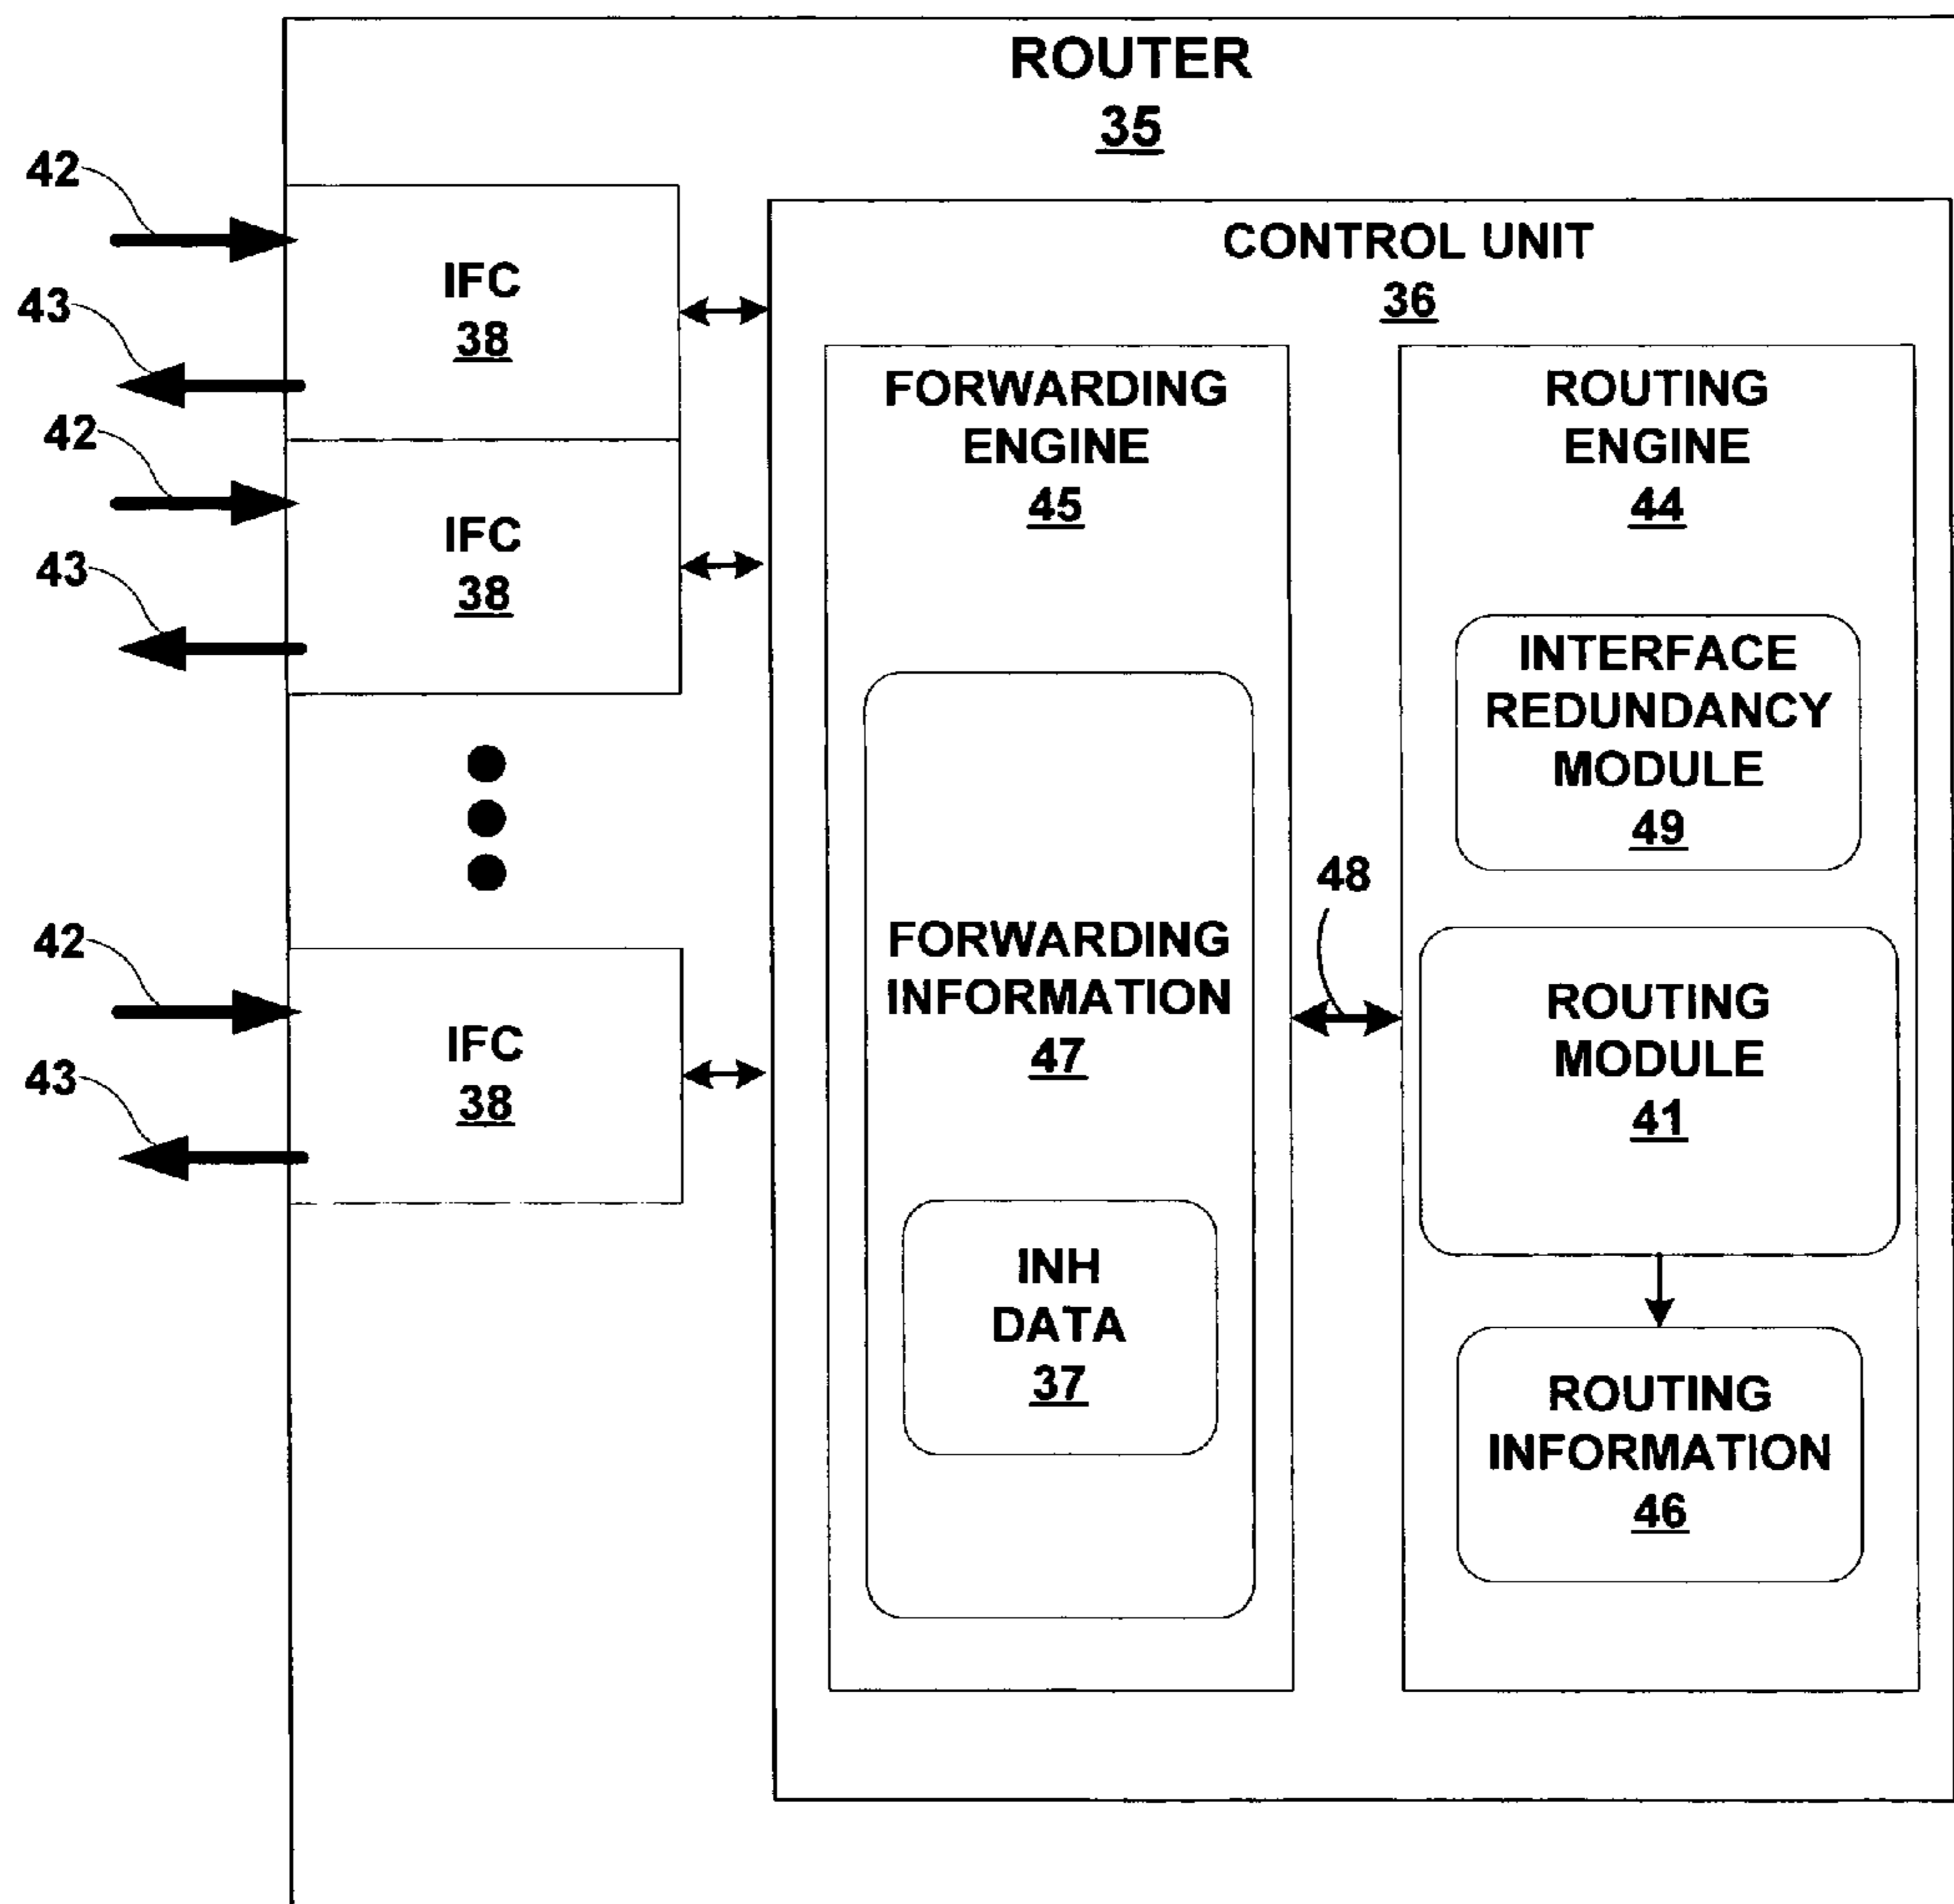 ROUTER
35
42
43
IFC
38
42
43
IFC
38
42
43
IFC
38
CONTROL UNIT
36
FORWARDING
ENGINE
45
FORWARDING
INFORMATION
47
INH
DATA
37
48
ROUTING
ENGINE
44
INTERFACE
REDUNDANCY
MODULE
49
ROUTING
MODULE
41
ROUTING
INFORMATION
46